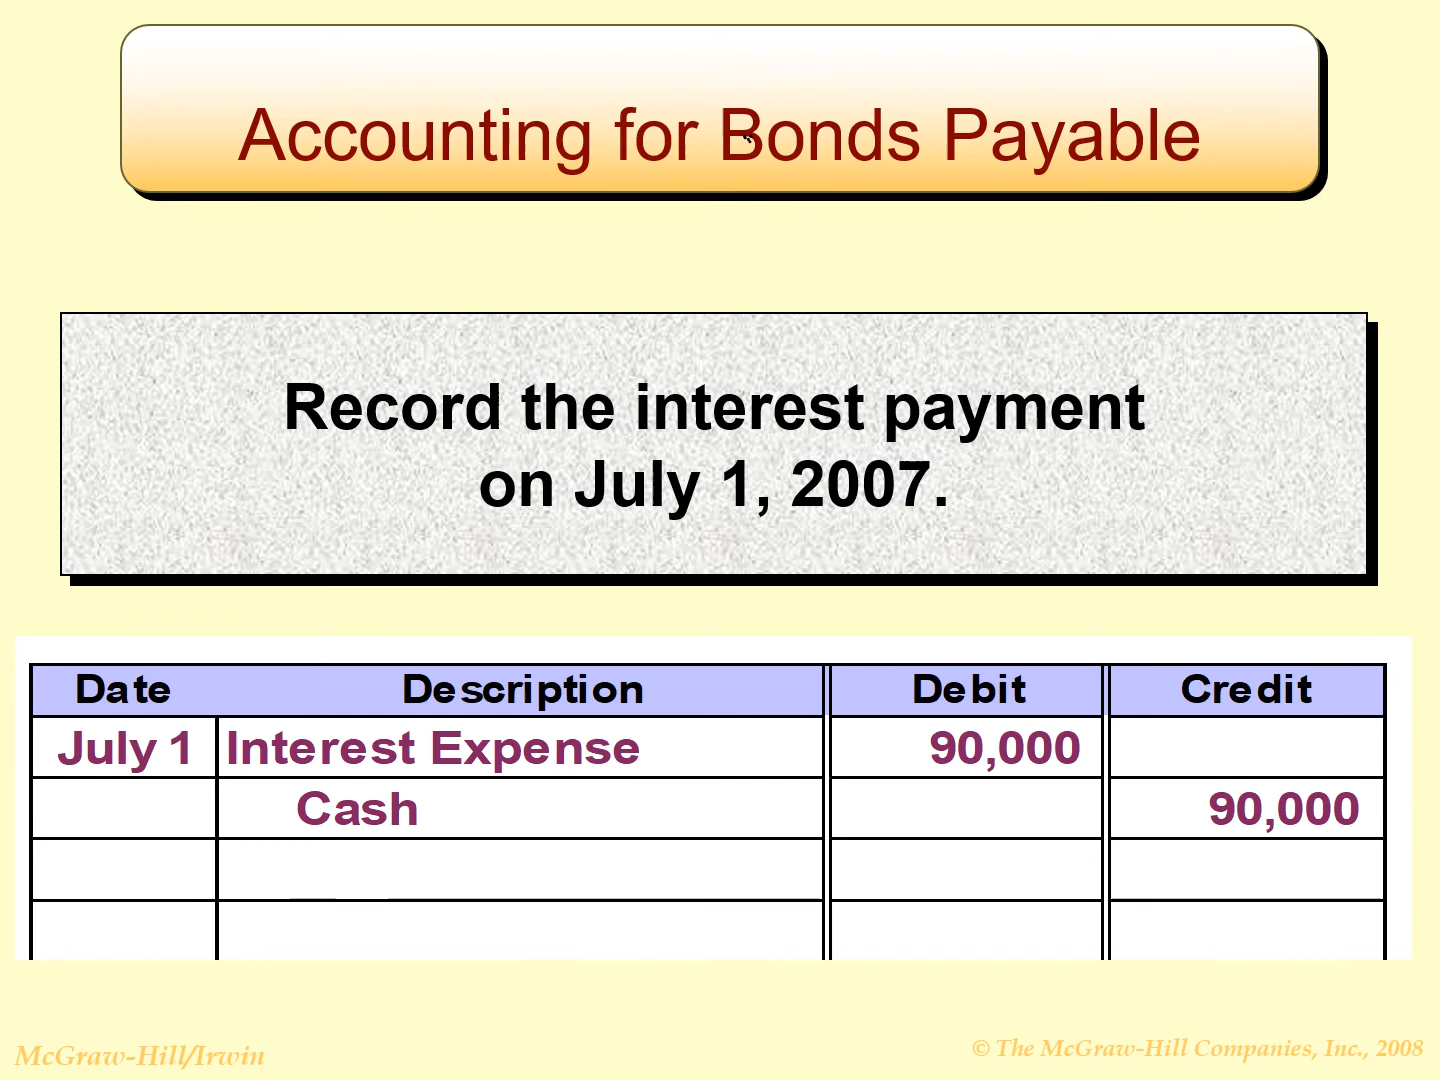 Accounting for Bonds Payable
Record the interest payment
on July 1, 2007.
Date Description Debit Credit
July 1 Interest Expense 90,000
Cash 90,000
McGraw-Hill/Irwin © The McGraw-Hill Companies, Inc., 2008